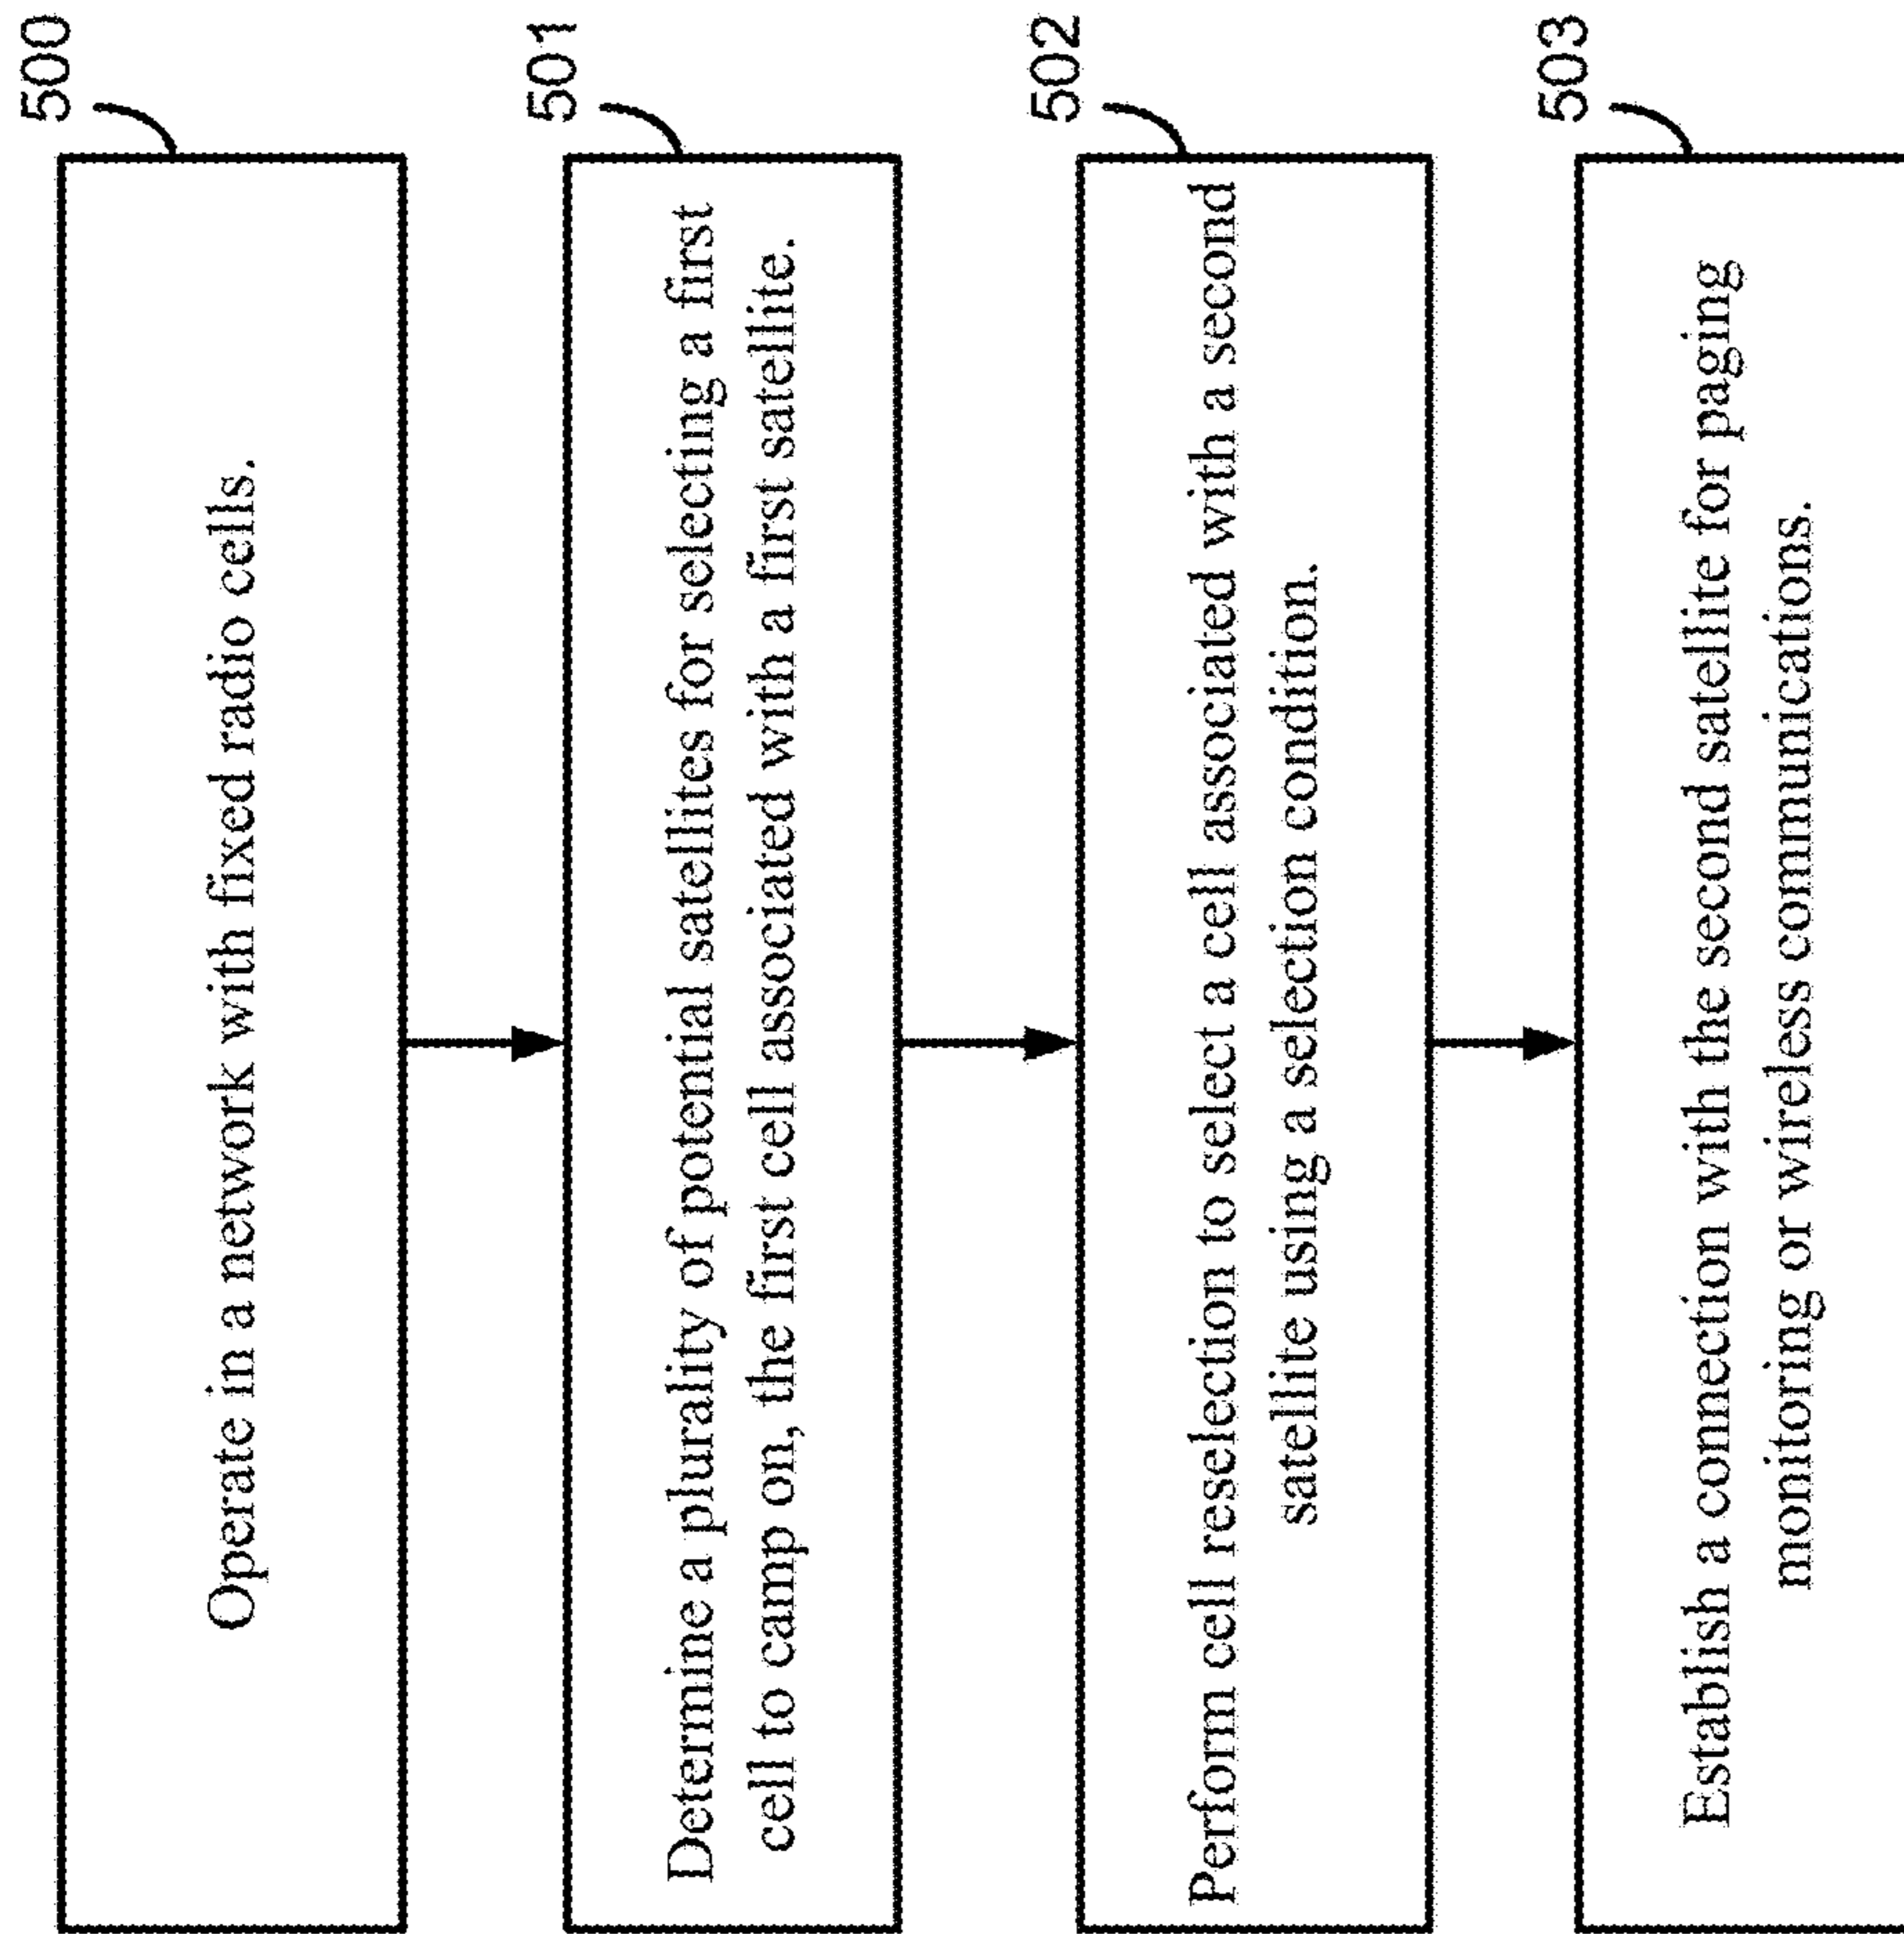 500
Operate in a network with fixed radio cells.
501
Determine a plurality of potential satellites for selecting a first
cell to camp on, the first cell associated with a first satellite.
502
Perform cell reselection to select a cell associated with a second
satellite using a selection condition.
503
Establish a connection with the second satellite for paging
monitoring or wireless communications.